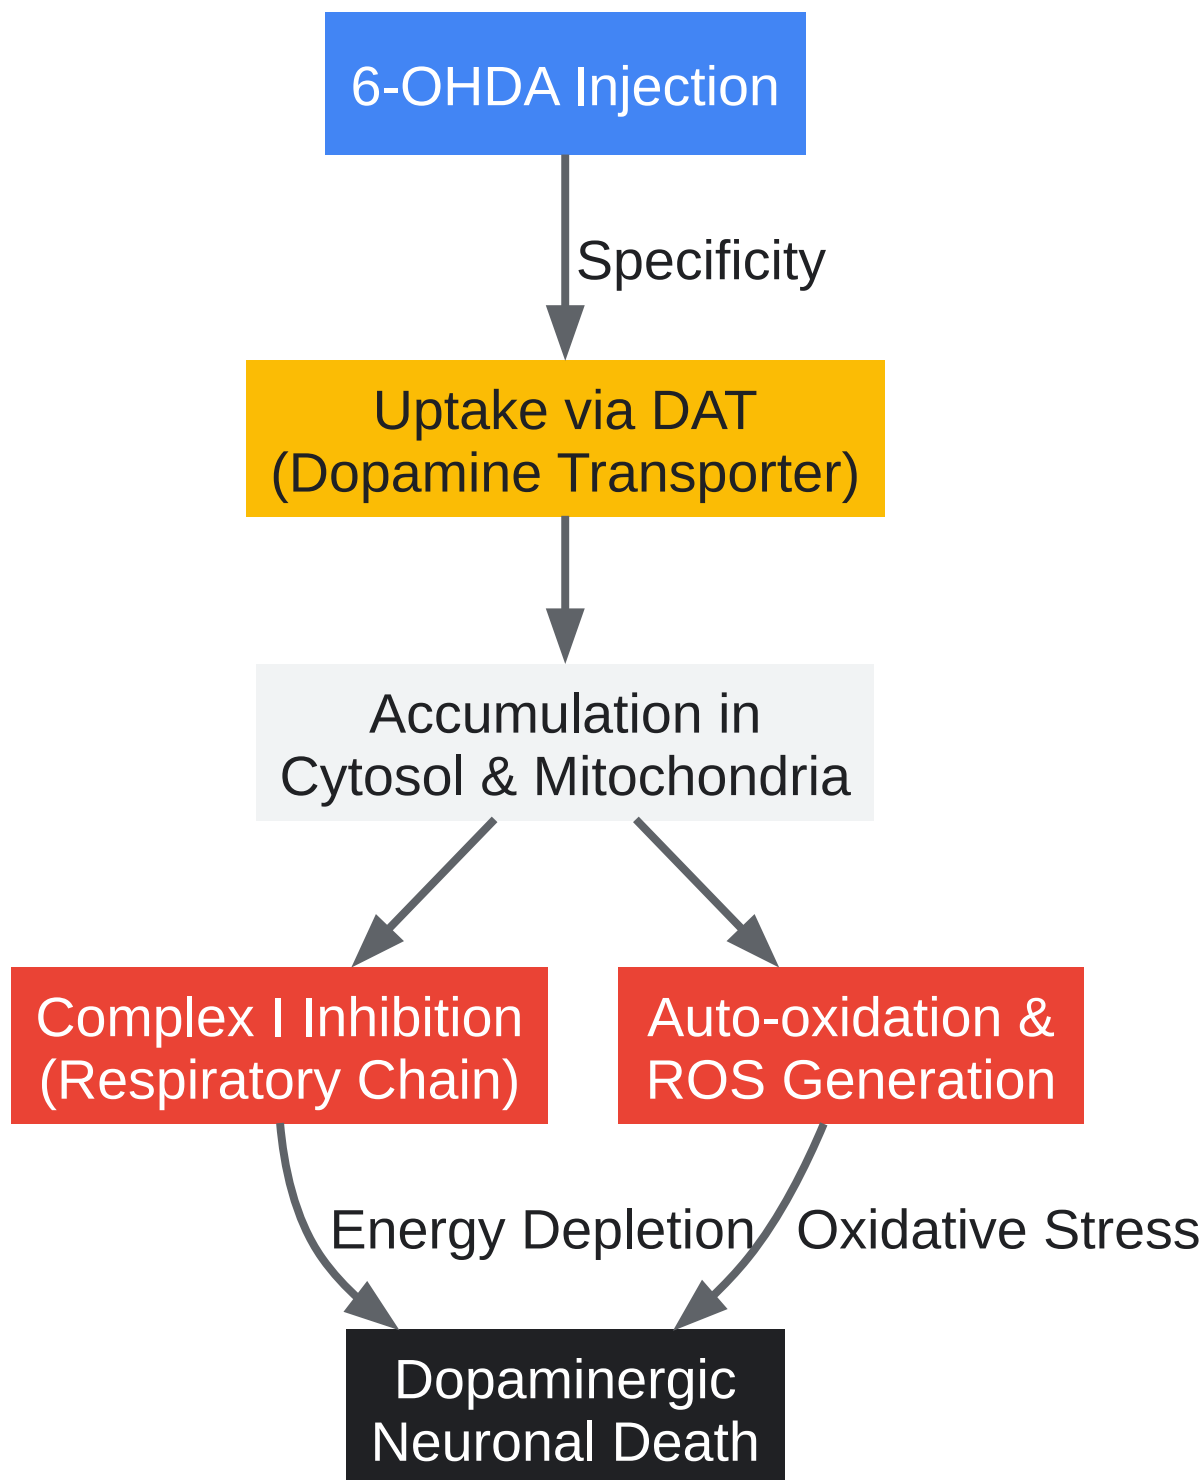 6-OHDA Injection
Specificity
Uptake via DAT
(Dopamine Transporter)
Accumulation in
Cytosol & Mitochondria
Complex I Inhibition
(Respiratory Chain)
Auto-oxidation &
ROS Generation
Energy Depletion
Oxidative Stress
Dopaminergic
Neuronal Death